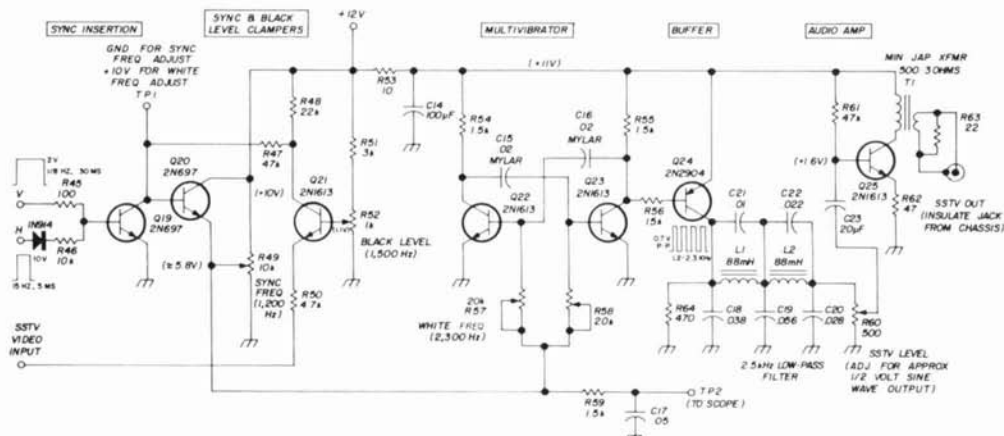 SYNC INSERTION
SYNC & BLACK
LEVEL CLAMPERS
+12V
MULTIVIBRATOR
BUFFER
AUDIO AMP
GND FOR SYNC
FREQ ADJUST
+10V FOR WHITE
FREQ ADJUST
TP1
R48
22k
R53
10
(+11V)
MIN JAP XFMR
500 3OHMS
T1
C14
100µF
R54
1.5k
C15
.02
MYLAR
C16
.02
MYLAR
R55
1.5k
R61
47k
R63
22
R47
47k
R51
3k
2V
30 MS
R45
100
V
Q20
2N697
Q21
2N1613
(+10V)
Q22
2N1613
Q23
2N1613
Q24
2N2904
C21
.01
C22
.022
(+1.6V)
Q25
2N1613
1N914
H
R46
10k
10V
15 HZ, 5 MS
Q19
2N697
R52
1k
BLACK LEVEL
(1,500 Hz)
R56
15k
0.7V
P-P
L1
88mH
L2
88mH
C23
20µF
R62
47
SSTV OUT
(INSULATE JACK
FROM CHASSIS)
(≈5.8V)
R49
10k
SYNC
FREQ
(1,200
Hz)
R50
4.7k
20k
R57
WHITE FREQ
(2,300 Hz)
R58
20k
R64
470
C18
.038
C19
.056
C20
.028
R60
500
2.5kHz LOW-PASS
FILTER
SSTV LEVEL
(ADJ FOR APPROX
1/2 VOLT SINE
WAVE OUTPUT)
SSTV
VIDEO
INPUT
R59
1.5k
C17
.05
TP2
(TO SCOPE)